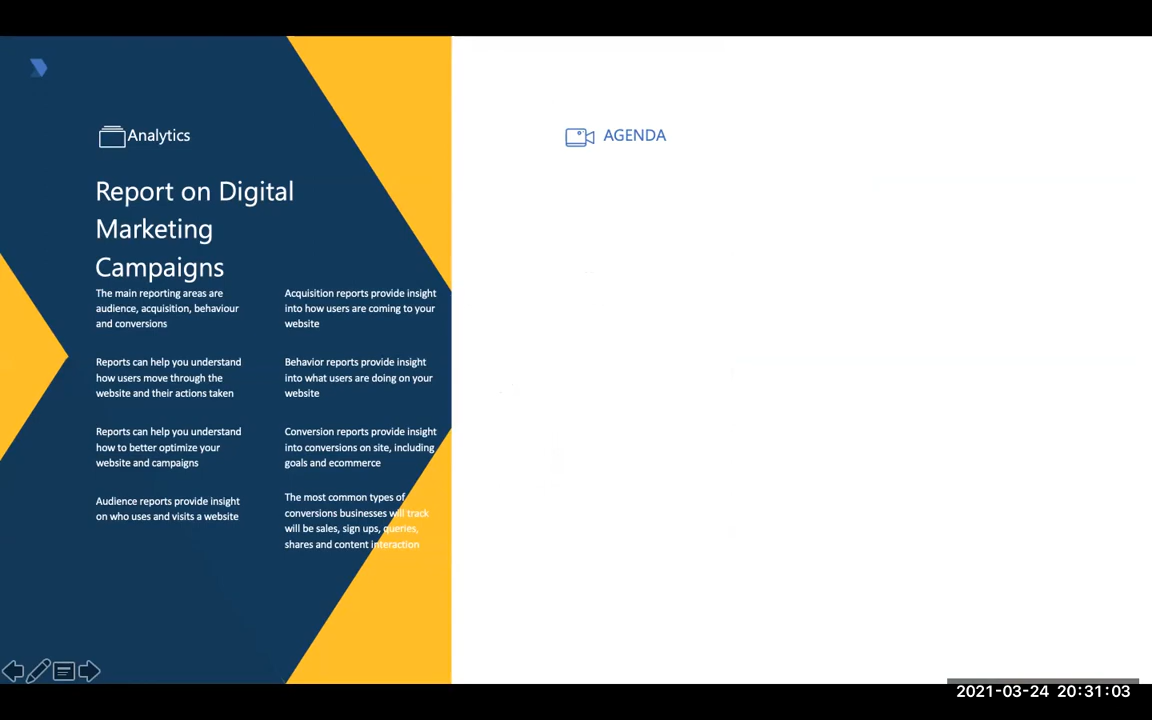 Analytics
Report on Digital
Marketing
Campaigns
The main reporting areas are
audience, acquisition, behaviour
and conversions
Reports can help you understand
how users move through the
website and their actions taken
Reports can help you understand
how to better optimize your
website and campaigns
Audience reports provide insight
on who uses and visits a website
Acquisition reports provide insight
into how users are coming to your
website
Behavior reports provide insight
into what users are doing on your
website
Conversion reports provide insight
into conversions on site, including
goals and ecommerce
The most common types of
conversions businesses will track
will be sales, sign ups, queries,
shares and content interaction
AGENDA
2021-03-24 20:31:03